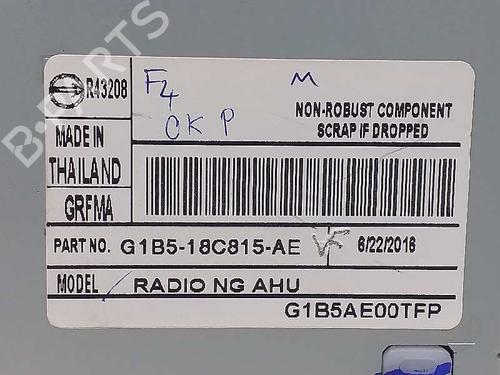 R43208
F4
M
CKP
NON-ROBUST COMPONENT
SCRAP IF DROPPED
MADE IN
THAILAND
GRFMA
PART NO. G1B5-18C815-AE 6/22/2016
MODEL RADIO NG AHU
G1B5AE00TFP